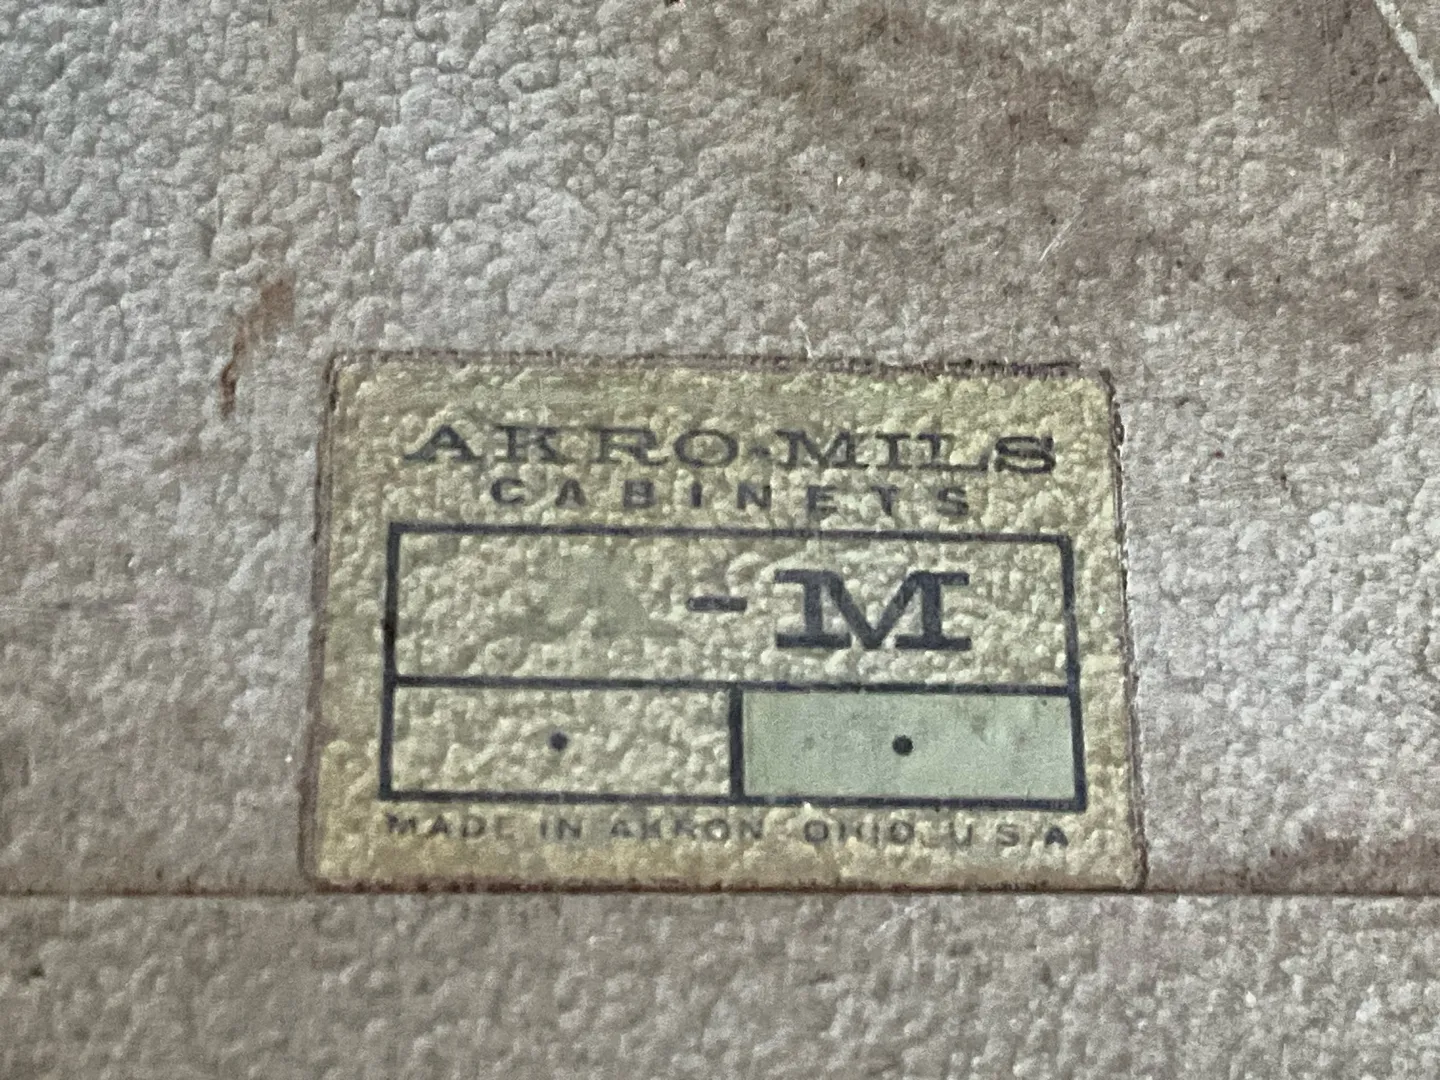 AKRO-MILS
CABINETS
A-M
MADE IN AKRON OHIO U S A